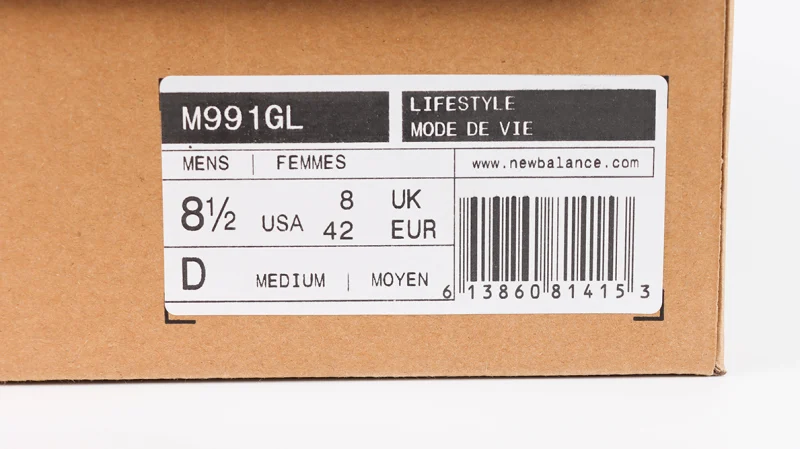 M991GL
LIFESTYLE
MODE DE VIE
MENS | FEMMES
www.newbalance.com
8½ USA 8 UK
42 EUR
D MEDIUM | MOYEN
6 13860 81415 3